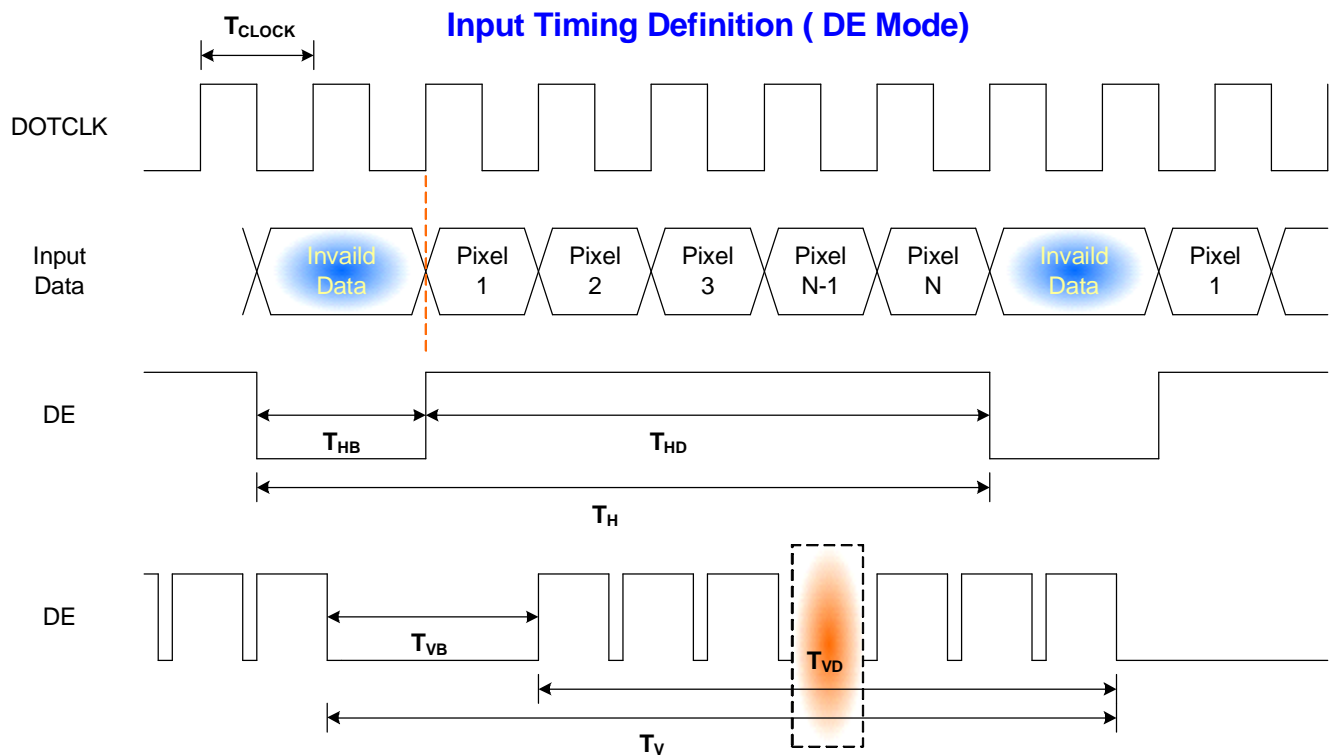 Input Timing Definition ( DE Mode)
TCLOCK
DOTCLK
Input
Data
Invaild
Data
Pixel
1
Pixel
2
Pixel
3
Pixel
N-1
Pixel
N
Invaild
Data
Pixel
1
DE
THB
THD
TH
DE
TVB
TVD
TV